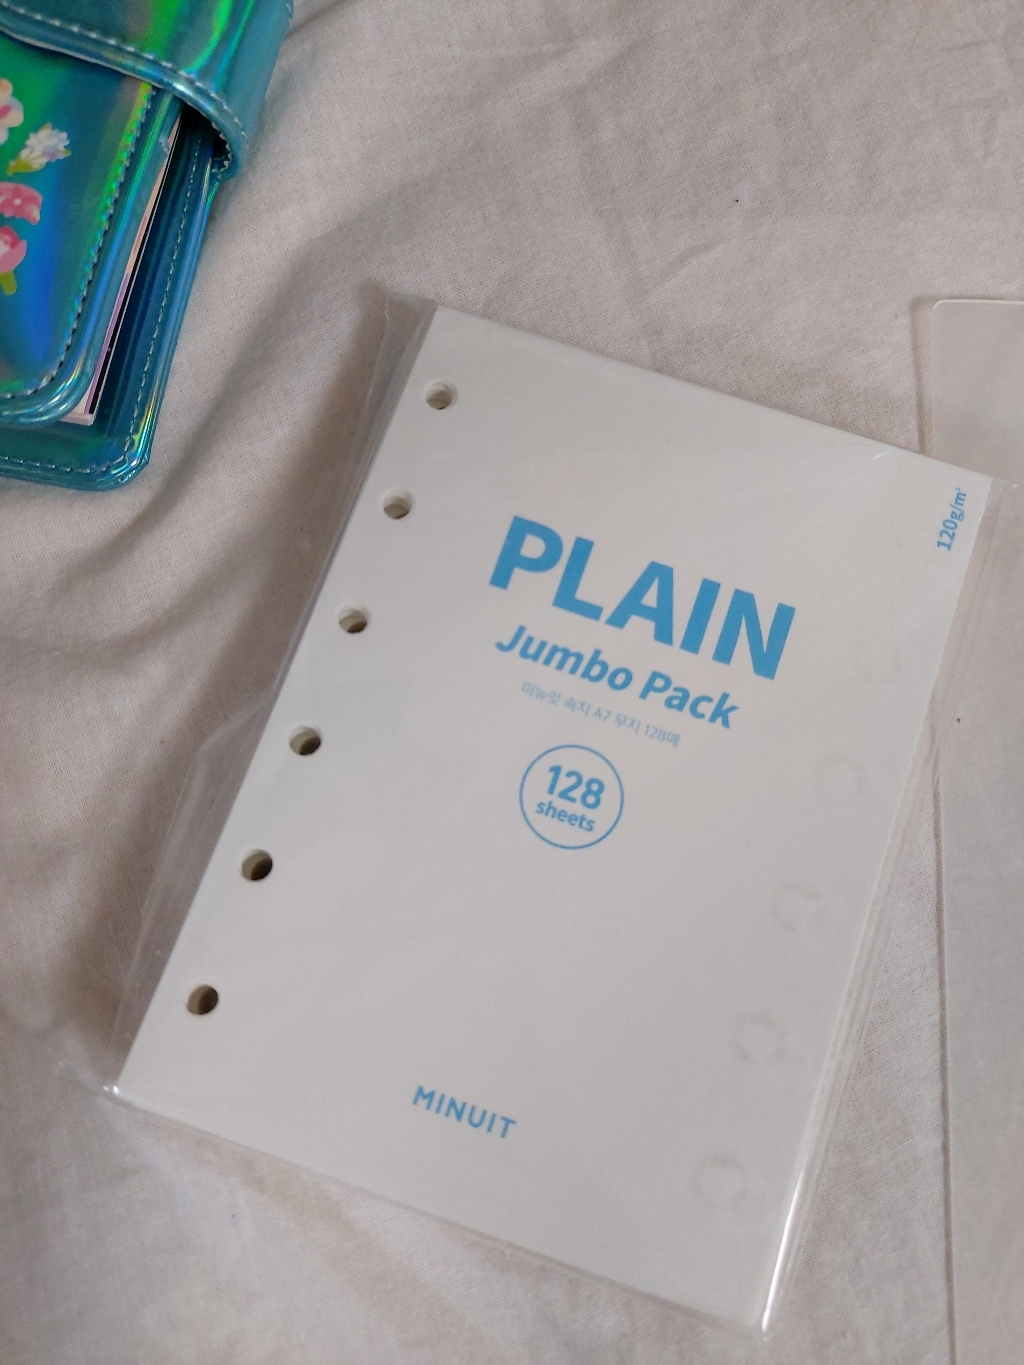 120g/m²
PLAIN
Jumbo Pack
미뉴잇 속지 A7 무지 128매
128
sheets
MINUIT